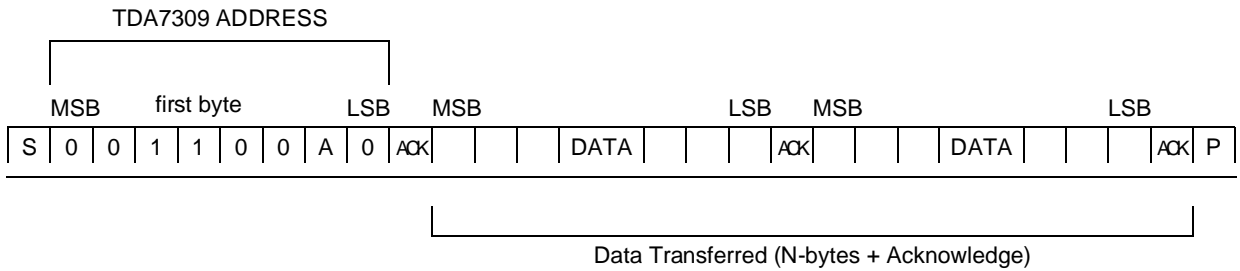 TDA7309 ADDRESS
MSB first byte LSB MSB LSB MSB LSB
S 0 0 1 1 0 0 A 0 ACK DATA ACK DATA ACK P
Data Transferred (N-bytes + Acknowledge)